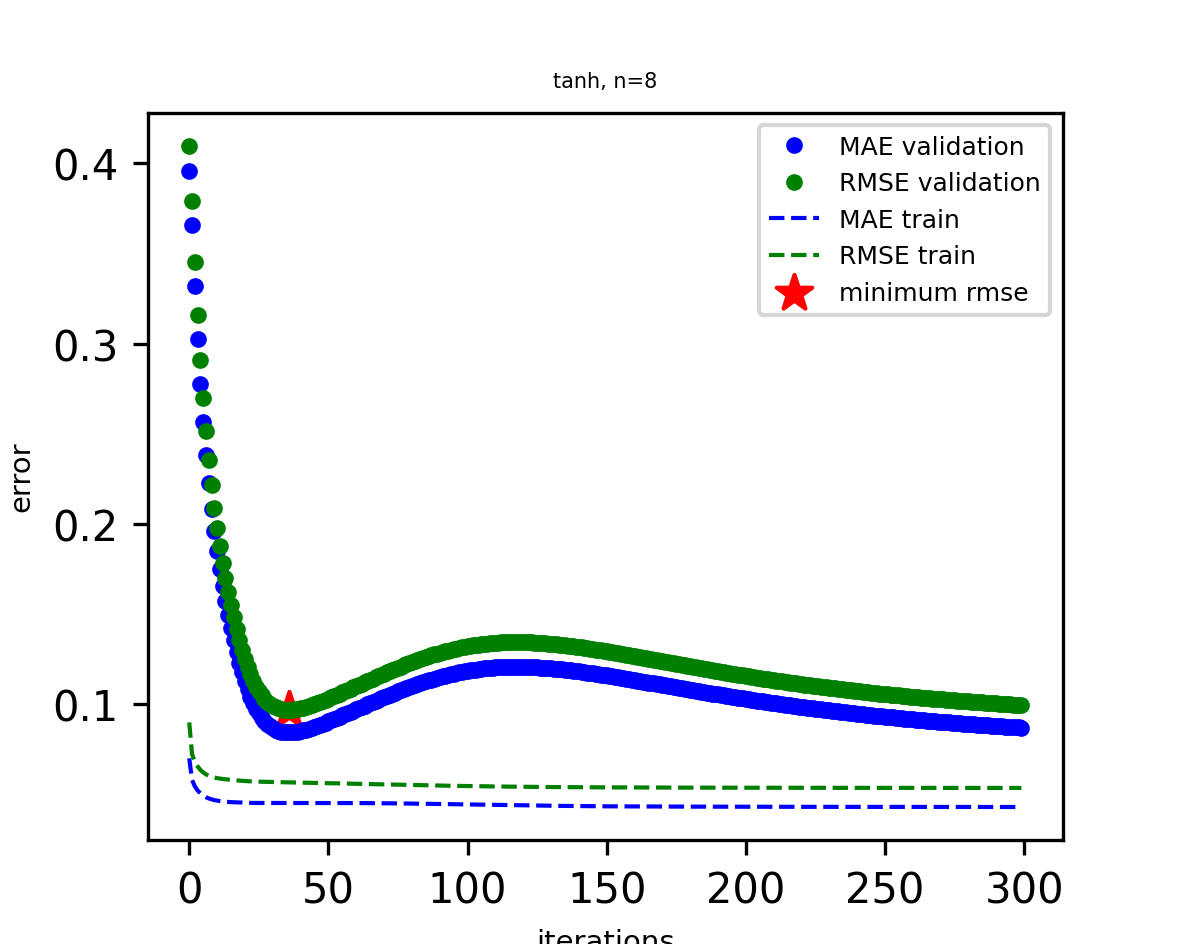 tanh, n=8
MAE validation
RMSE validation
MAE train
RMSE train
minimum rmse
error
0.4
0.3
0.2
0.1
0 50 100 150 200 250 300
iterations